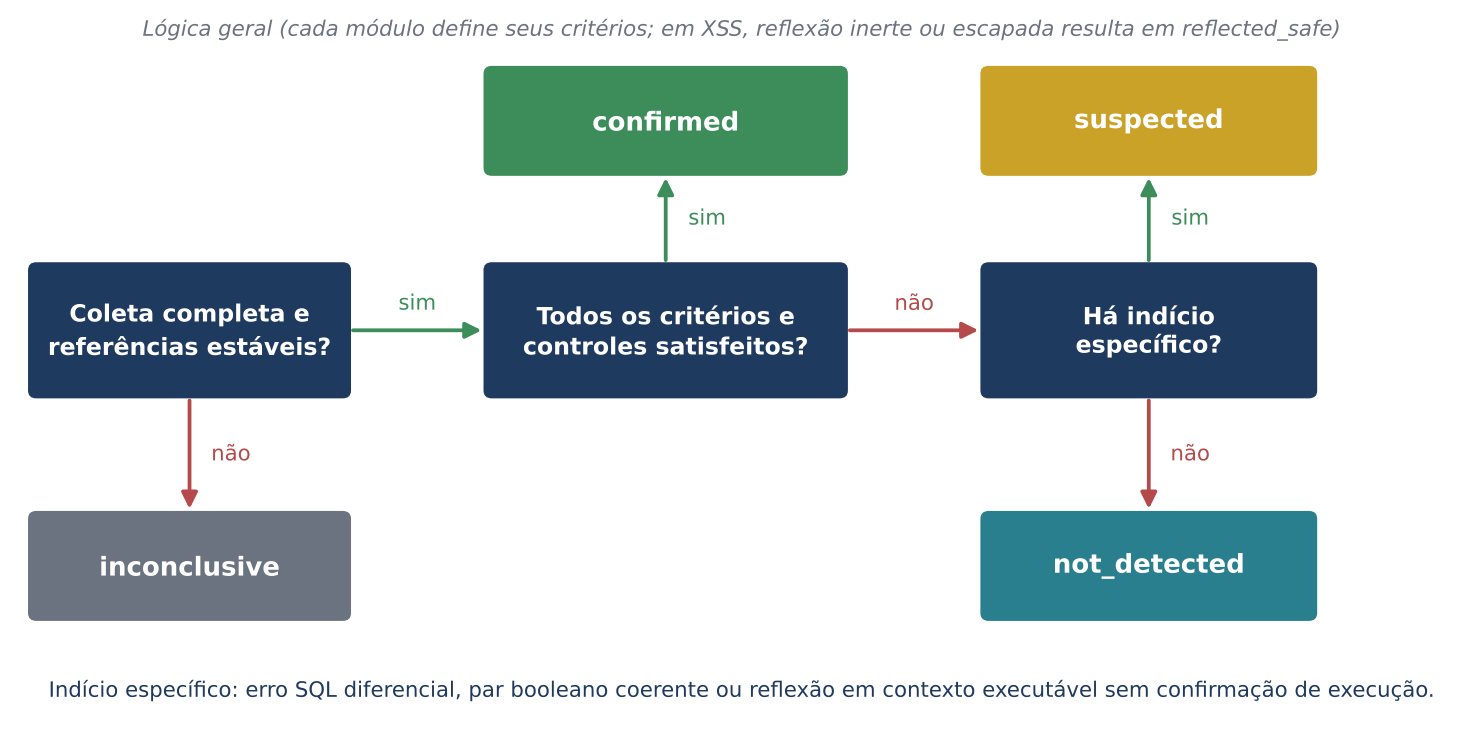 Lógica geral (cada módulo define seus critérios; em XSS, reflexão inerte ou escapada resulta em reflected_safe)
confirmed
suspected
sim
sim
Coleta completa e
referências estáveis?
sim
Todos os critérios e
controles satisfeitos?
não
Há indício
específico?
não
não
inconclusive
not_detected
Indício específico: erro SQL diferencial, par booleano coerente ou reflexão em contexto executável sem confirmação de execução.